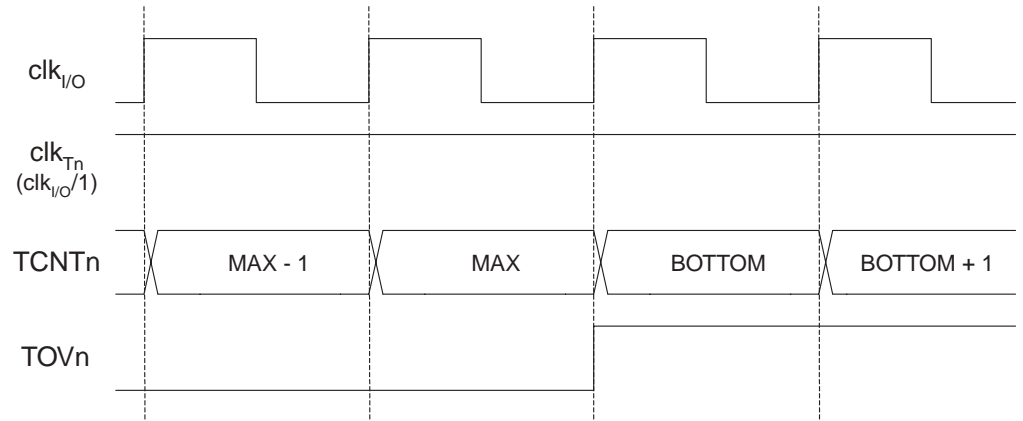 clkI/O
clkTn
(clkI/O/1)
TCNTn MAX - 1 MAX BOTTOM BOTTOM + 1
TOVn